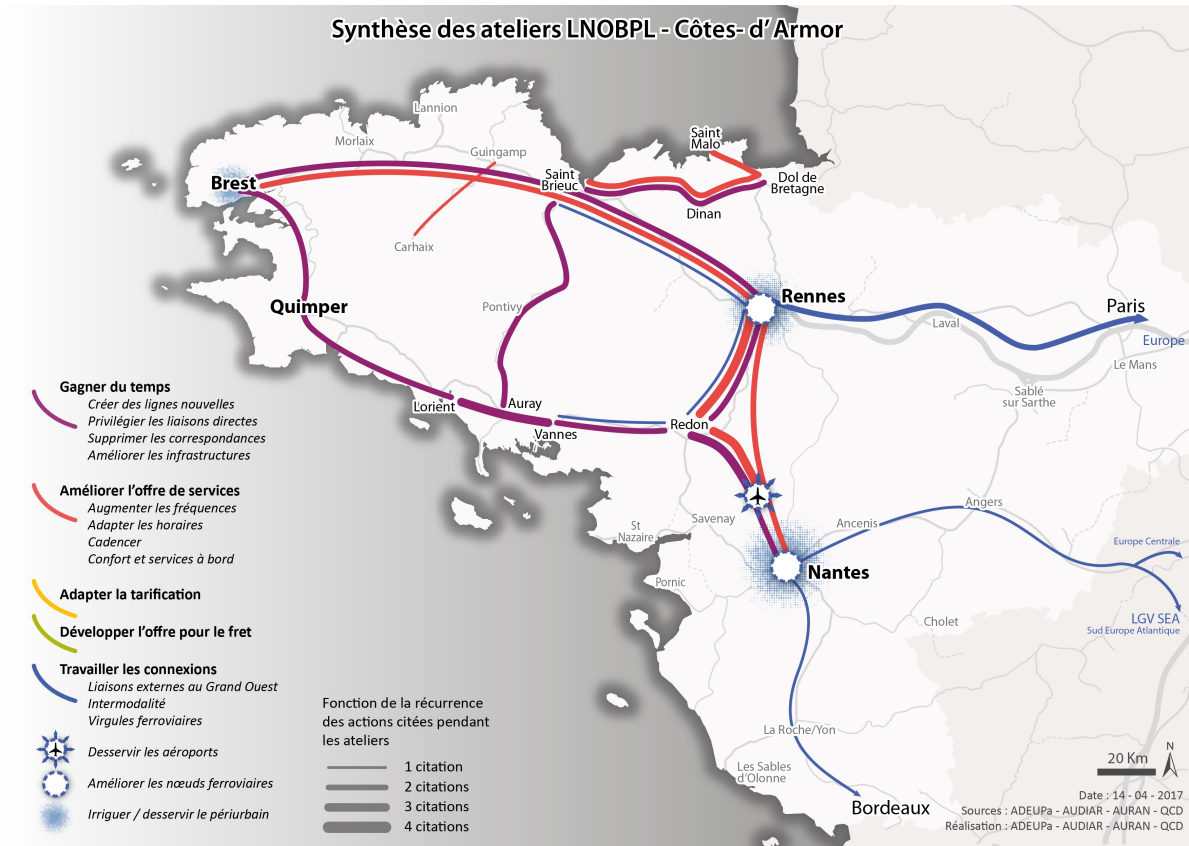 Synthèse des ateliers LNOBPL - Côtes- d' Armor
Lannion
Morlaix
Guingamp
Saint
Malo
Brest
Saint
Brieuc
Dol de
Bretagne
Dinan
Carhaix
Quimper
Pontivy
Rennes
Paris
Europe
Laval
Le Mans
Sablé
sur Sarthe
Lorient
Auray
Vannes
Redon
St
Nazaire
Savenay
Ancenis
Angers
Europe Centrale
Nantes
Pornic
Cholet
LGV SEA
Sud Europe Atlantique
La Roche/Yon
Les Sables
d'Olonne
Bordeaux
Gagner du temps
Créer des lignes nouvelles
Privilégier les liaisons directes
Supprimer les correspondances
Améliorer les infrastructures
Améliorer l'offre de services
Augmenter les fréquences
Adapter les horaires
Cadencer
Confort et services à bord
Adapter la tarification
Développer l'offre pour le fret
Travailler les connexions
Liaisons externes au Grand Ouest
Intermodalité
Virgules ferroviaires
Desservir les aéroports
Améliorer les nœuds ferroviaires
Irriguer / desservir le périurbain
Fonction de la récurrence
des actions citées pendant
les ateliers
1 citation
2 citations
3 citations
4 citations
20 Km
N
Date : 14 - 04 - 2017
Sources : ADEUPa - AUDIAR - AURAN - QCD
Réalisation : ADEUPa - AUDIAR - AURAN - QCD